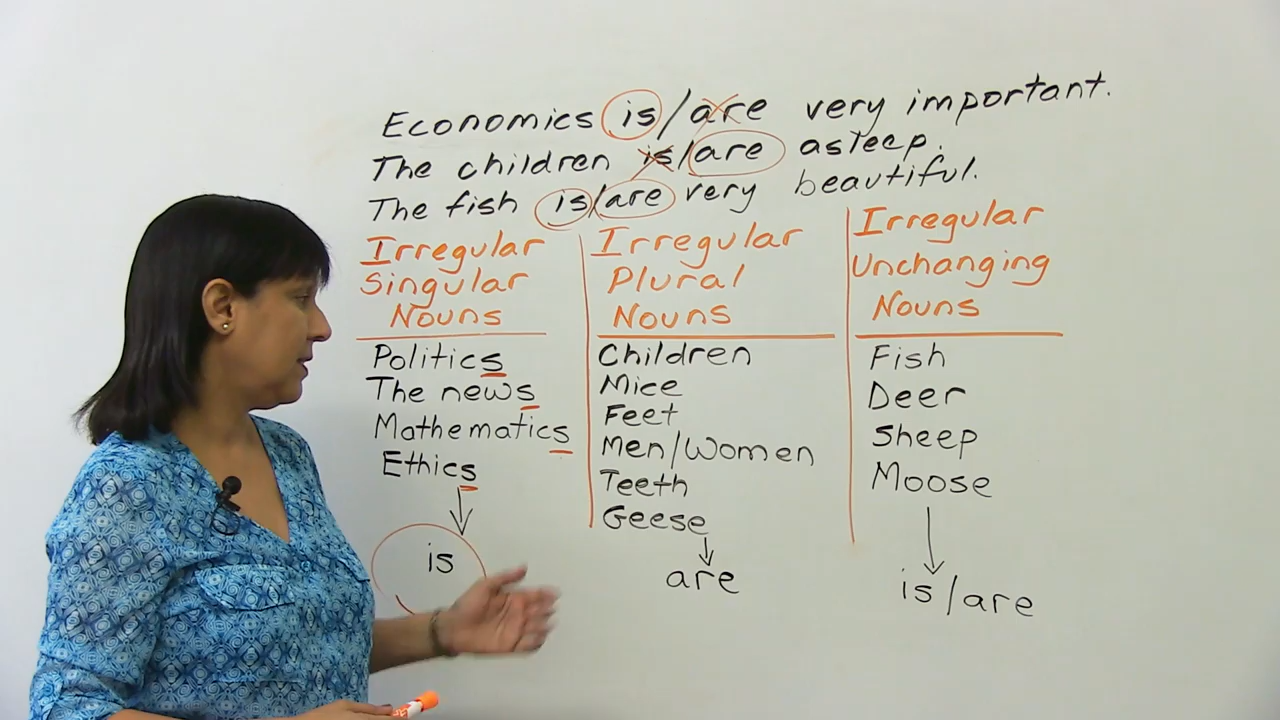 Economics is/are very important.
The children is/are asleep.
The fish is/are very beautiful.
Irregular
Singular
Nouns
Politics
The news
Mathematics
Ethics
is
Irregular
Plural
Nouns
Children
Mice
Feet
Men/Women
Teeth
Geese
are
Irregular
Unchanging
Nouns
Fish
Deer
Sheep
Moose
is/are